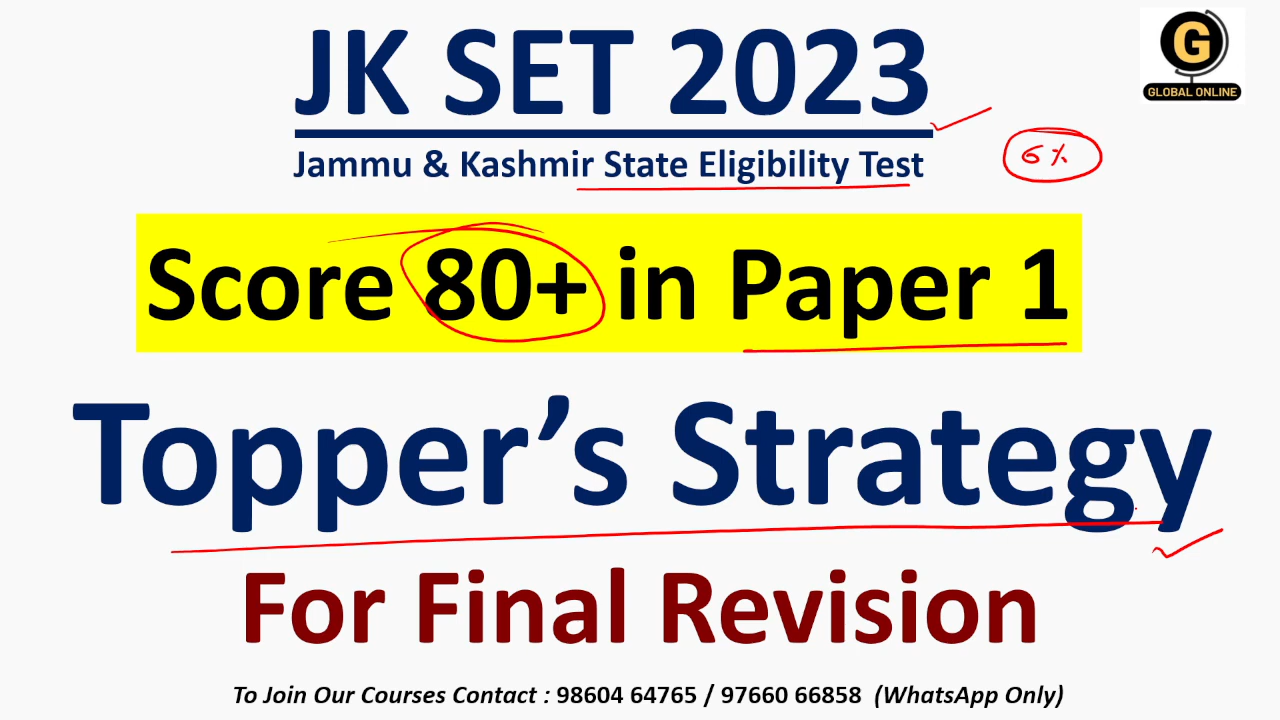 JK SET 2023
G
GLOBAL ONLINE
Jammu & Kashmir State Eligibility Test
6%
Score 80+ in Paper 1
Topper’s Strategy
For Final Revision
To Join Our Courses Contact : 98604 64765 / 97660 66858 (WhatsApp Only)